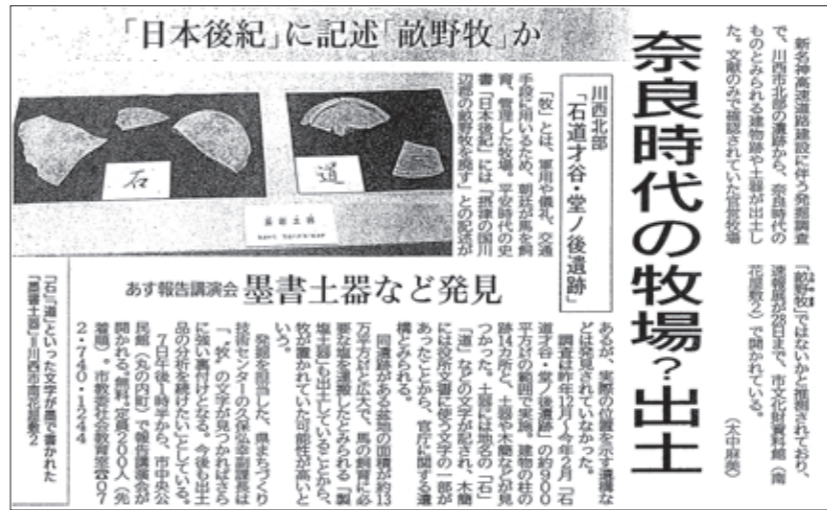 「日本後紀」に記述「畝野牧」か
奈良時代の牧場?出土
川西北部
「石道才谷・堂ノ後遺跡」
あす報告講演会 墨書土器など発見
新名神高速道路建設に伴う発掘調査
で、川西市北部の遺跡から、奈良時代の
ものとみられる建物跡や土器が出土し
た。文献のみで確認されていた官営牧場
「畝野牧」ではないかと推測されており、
速報展が28日まで、市文化財資料館(南
花屋敷2)で開かれている。
(太中麻美)
「牧」とは、軍用や儀礼、交通
手段に用いるため、朝廷が馬を飼
育、管理した牧場。平安時代の史
書「日本後紀」には「摂津の国川
辺郡の畝野牧を廃す」との記述が
あるが、実際の位置を示す遺構な
どは発見されていなかった。
調査は昨年12月〜今年2月、「石
道才谷・堂ノ後遺跡」の約900
平方㍍の範囲で実施。建物の柱の
跡14カ所と、土器や木簡などが見
つかった。土器には地名の「石」
「道」などの文字が記され、木簡
には役所文書に使う文字の一部が
あったことから、官庁に関する遺
構とみられる。
同遺跡がある盆地の面積が約13
万平方㍍と広大で、馬の飼育に必
要な塩を運搬したとみられる「製
塩土器」も出土していることから、
牧が置かれていた可能性が高いと
いう。
発掘を担当した、県まちづくり
技術センターの久保弘幸副課長は
「『牧』の文字が見つかればさら
に強い裏付けとなる。今後も出土
品の分析を続けたい」としている。
7日午後1時半から、市中央公
民館(丸の内町)で報告講演会が
開かれる。無料。定員200人(先
着順)。市教委社会教育室☎07
2・740・1244
石
道
墨書土器
「石」「道」といった文字が墨で書かれた
「墨書土器」=川西市南花屋敷2